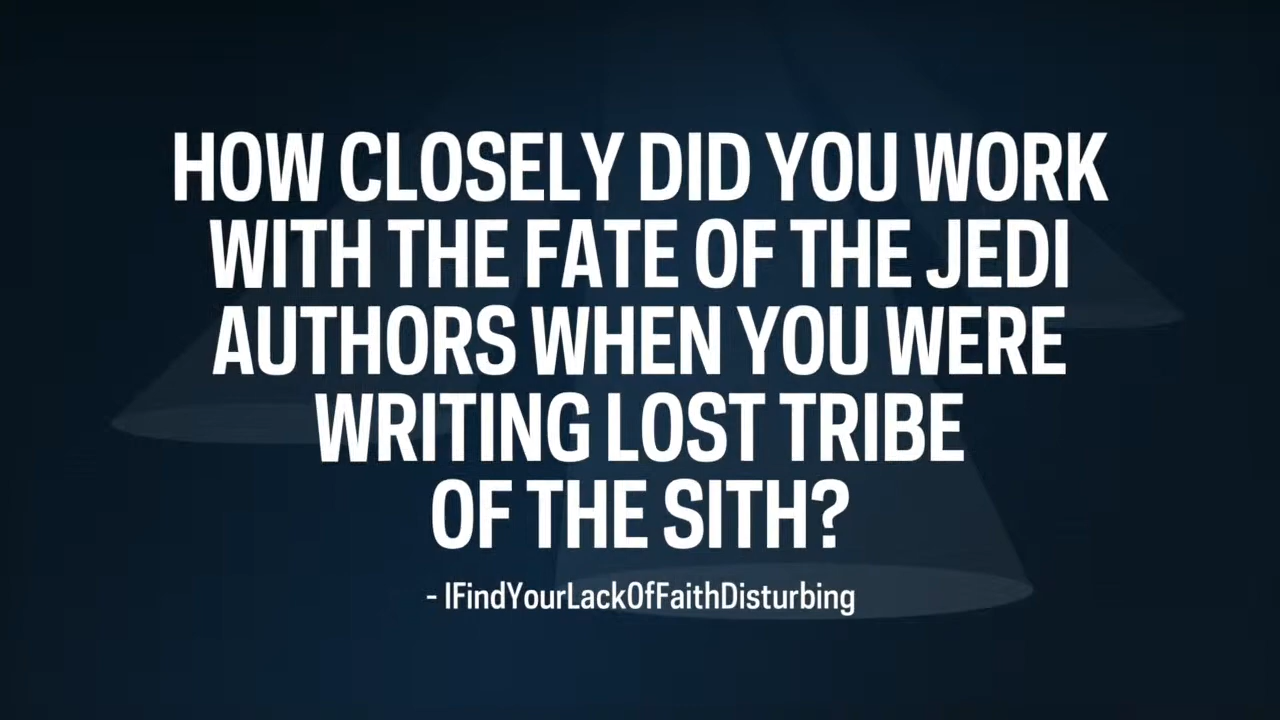 HOW CLOSELY DID YOU WORK
WITH THE FATE OF THE JEDI
AUTHORS WHEN YOU WERE
WRITING LOST TRIBE
OF THE SITH?
- IFindYourLackOfFaithDisturbing